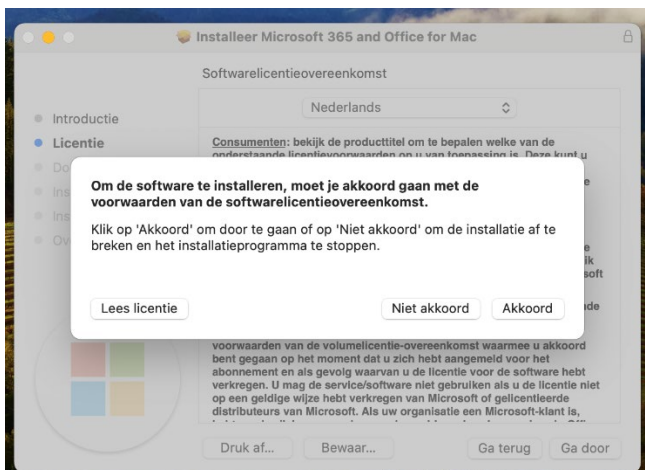 Installeer Microsoft 365 and Office for Mac
Softwarelicentieovereenkomst
Nederlands
Introductie
Licentie
Consumenten: bekijk de producttitel om te bepalen welke van de
onderstaande licentievoorwaarden op u van toepassing is. Deze kunt u
Do
Ins
Ins
Ov
e
e
ik
soft
de
Om de software te installeren, moet je akkoord gaan met de
voorwaarden van de softwarelicentieovereenkomst.
Klik op 'Akkoord' om door te gaan of op 'Niet akkoord' om de installatie af te
breken en het installatieprogramma te stoppen.
Lees licentie
Niet akkoord
Akkoord
voorwaarden van de volumelicentie-overeenkomst waarmee u akkoord
bent gegaan op het moment dat u zich hebt aangemeld voor het
abonnement en als gevolg waarvan u de licentie voor de software hebt
verkregen. U mag de service/software niet gebruiken als u de licentie niet
op een geldige wijze hebt verkregen van Microsoft of gelicentieerde
distributeurs van Microsoft. Als uw organisatie een Microsoft-klant is,
Druk af...
Bewaar...
Ga terug
Ga door